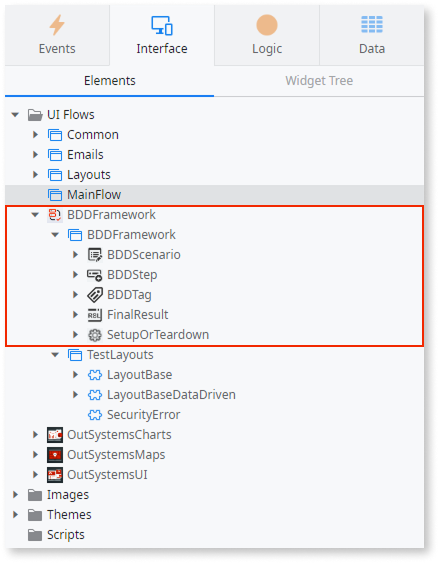 Events Interface Logic Data
Elements Widget Tree
UI Flows
Common
Emails
Layouts
MainFlow
BDDFramework
BDDFramework
BDDScenario
BDDStep
BDDTag
FinalResult
SetupOrTeardown
TestLayouts
LayoutBase
LayoutBaseDataDriven
SecurityError
OutSystemsCharts
OutSystemsMaps
OutSystemsUI
Images
Themes
Scripts